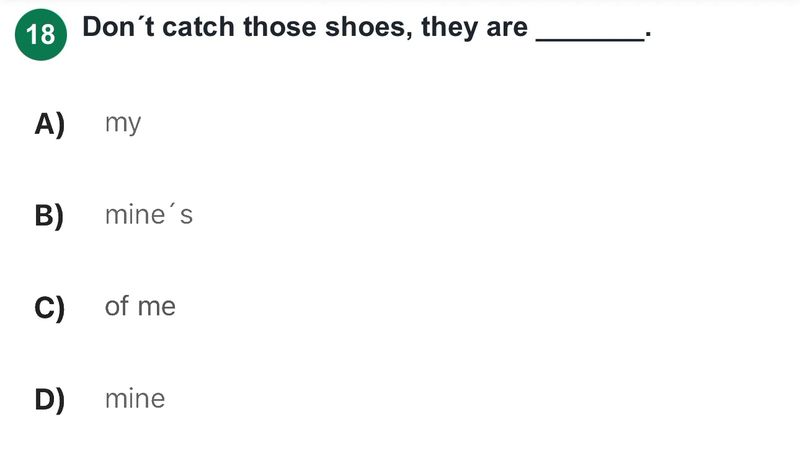 18 Don´t catch those shoes, they are _______.
A) my
B) mine´s
C) of me
D) mine